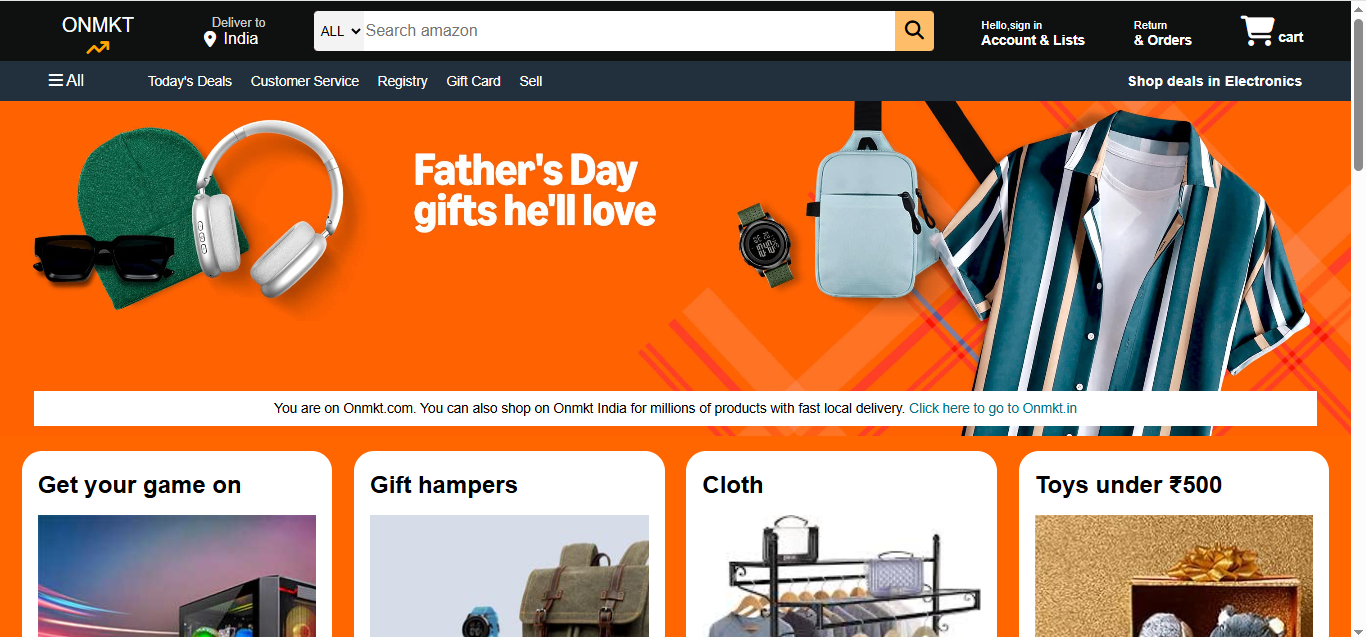 ONMKT
Deliver to
India
ALL
Search amazon
Hello,sign in
Account & Lists
Return
& Orders
cart
All
Today's Deals
Customer Service
Registry
Gift Card
Sell
Shop deals in Electronics
Father's Day
gifts he'll love
You are on Onmkt.com. You can also shop on Onmkt India for millions of products with fast local delivery. Click here to go to Onmkt.in
Get your game on
Gift hampers
Cloth
Toys under ₹500